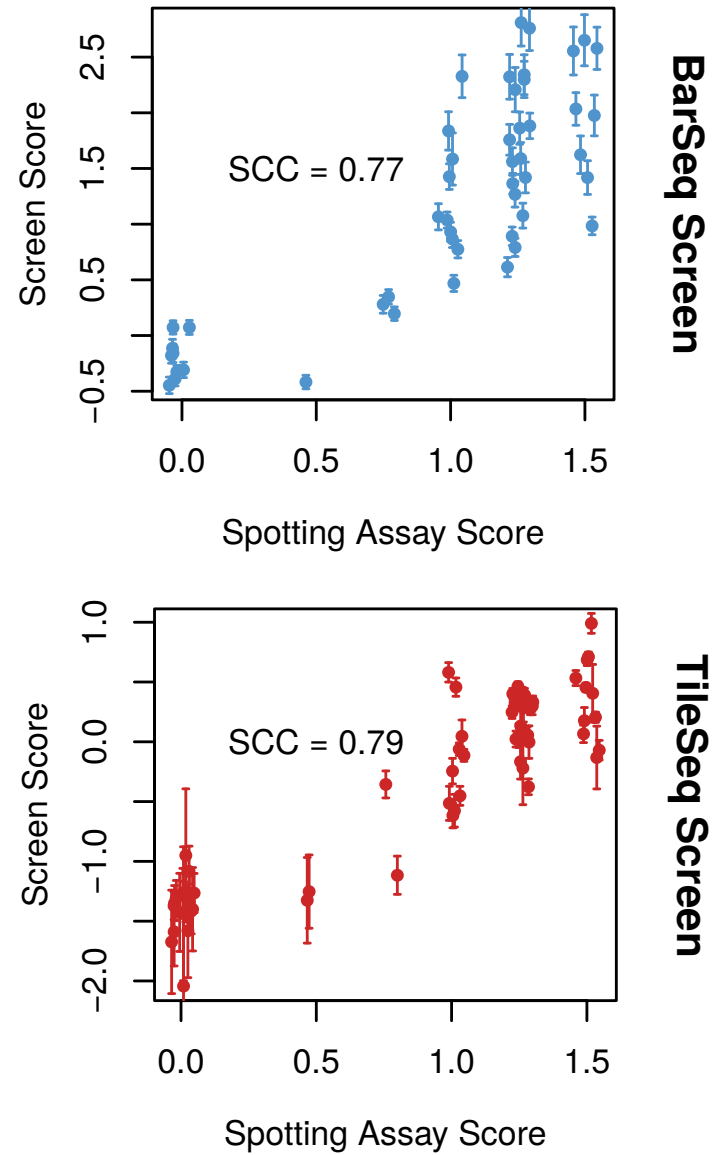 BarSeq Screen
Screen Score
2.5
1.5
0.5
−0.5
SCC = 0.77
0.0 0.5 1.0 1.5
Spotting Assay Score
TileSeq Screen
Screen Score
1.0
0.0
−1.0
−2.0
SCC = 0.79
0.0 0.5 1.0 1.5
Spotting Assay Score